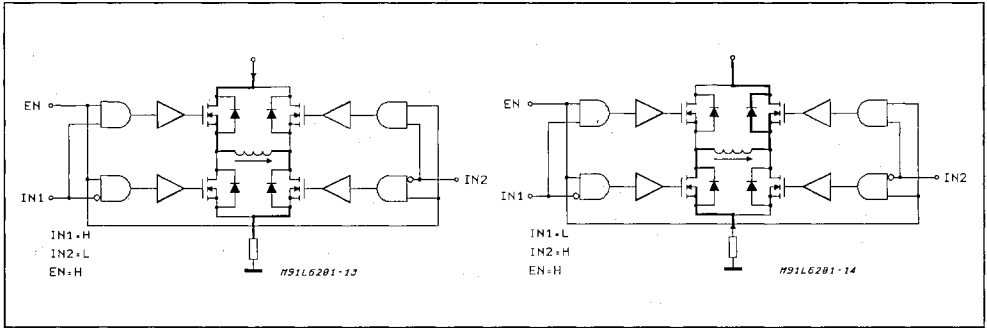 EN
IN1
IN2
IN1=H
IN2=L
EN=H
M91L6201-13
EN
IN1
IN2
IN1=L
IN2=H
EN=H
M91L6201-14